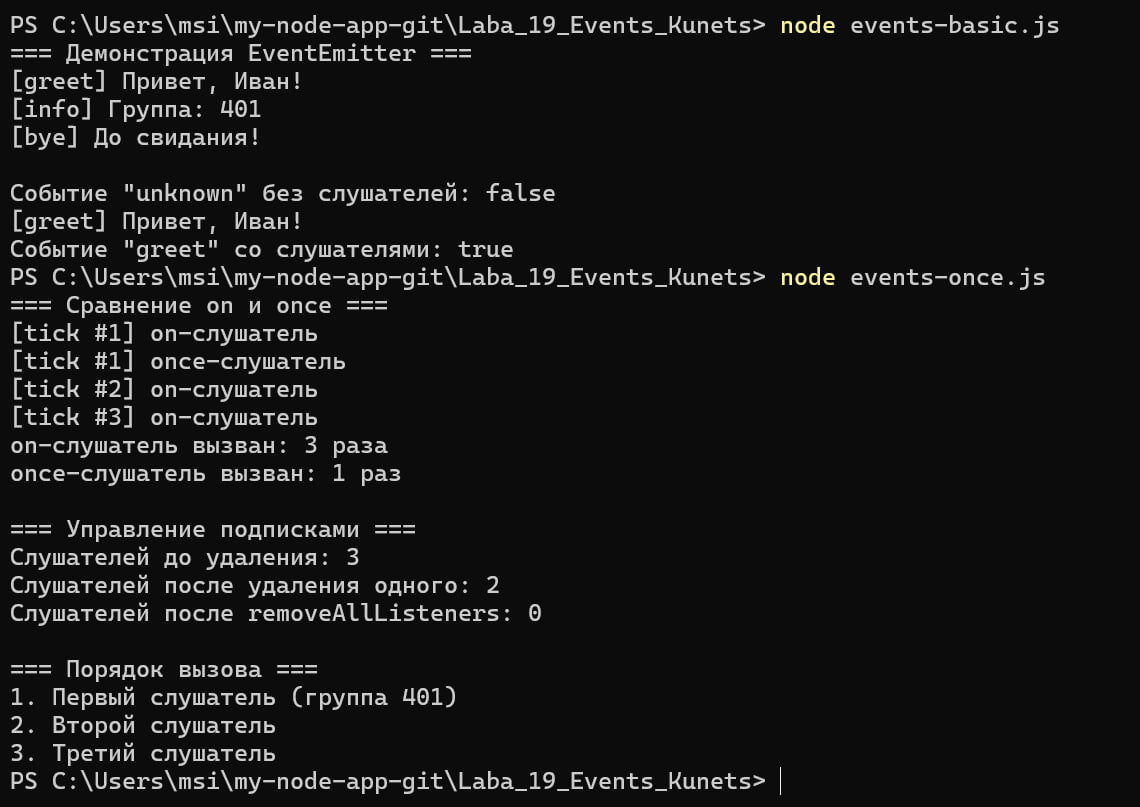 PS C:\Users\msi\my-node-app-git\Laba_19_Events_Kunets> node events-basic.js
=== Демонстрация EventEmitter ===
[greet] Привет, Иван!
[info] Группа: 401
[bye] До свидания!
Событие "unknown" без слушателей: false
[greet] Привет, Иван!
Событие "greet" со слушателями: true
PS C:\Users\msi\my-node-app-git\Laba_19_Events_Kunets> node events-once.js
=== Сравнение on и once ===
[tick #1] on-слушатель
[tick #1] once-слушатель
[tick #2] on-слушатель
[tick #3] on-слушатель
on-слушатель вызван: 3 раза
once-слушатель вызван: 1 раз
=== Управление подписками ===
Слушателей до удаления: 3
Слушателей после удаления одного: 2
Слушателей после removeAllListeners: 0
=== Порядок вызова ===
1. Первый слушатель (группа 401)
2. Второй слушатель
3. Третий слушатель
PS C:\Users\msi\my-node-app-git\Laba_19_Events_Kunets>